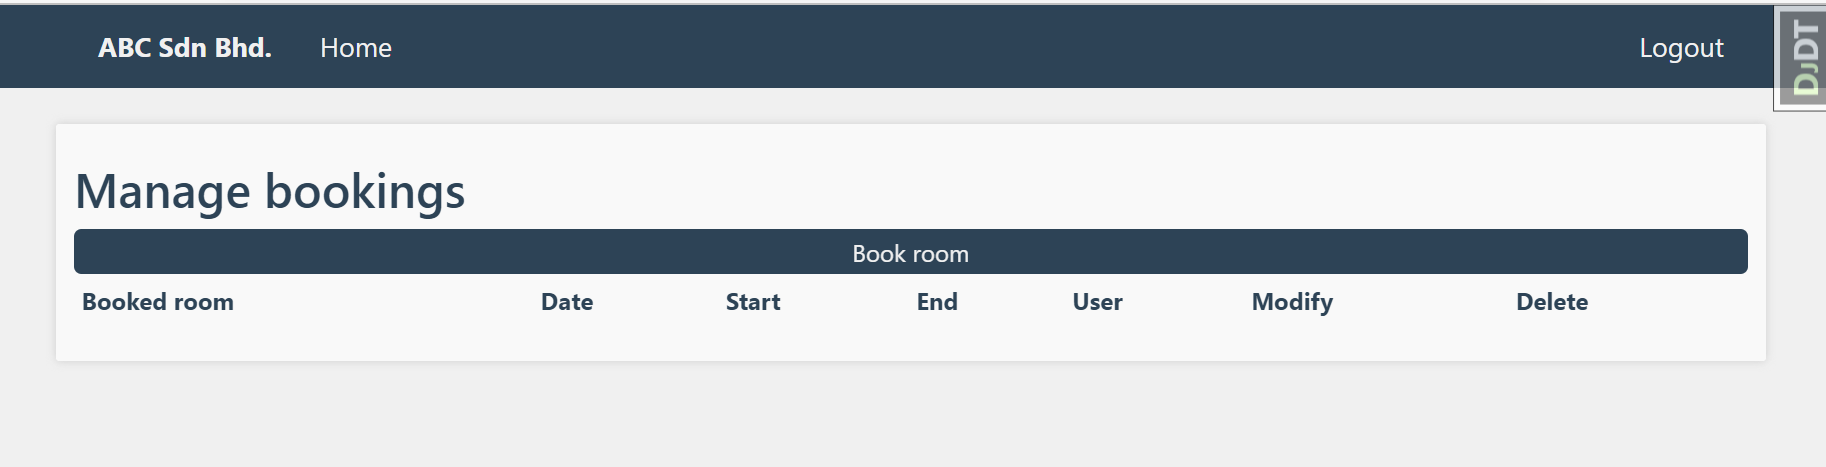 ABC Sdn Bhd. Home Logout
DJDT
Manage bookings
Book room
Booked room Date Start End User Modify Delete